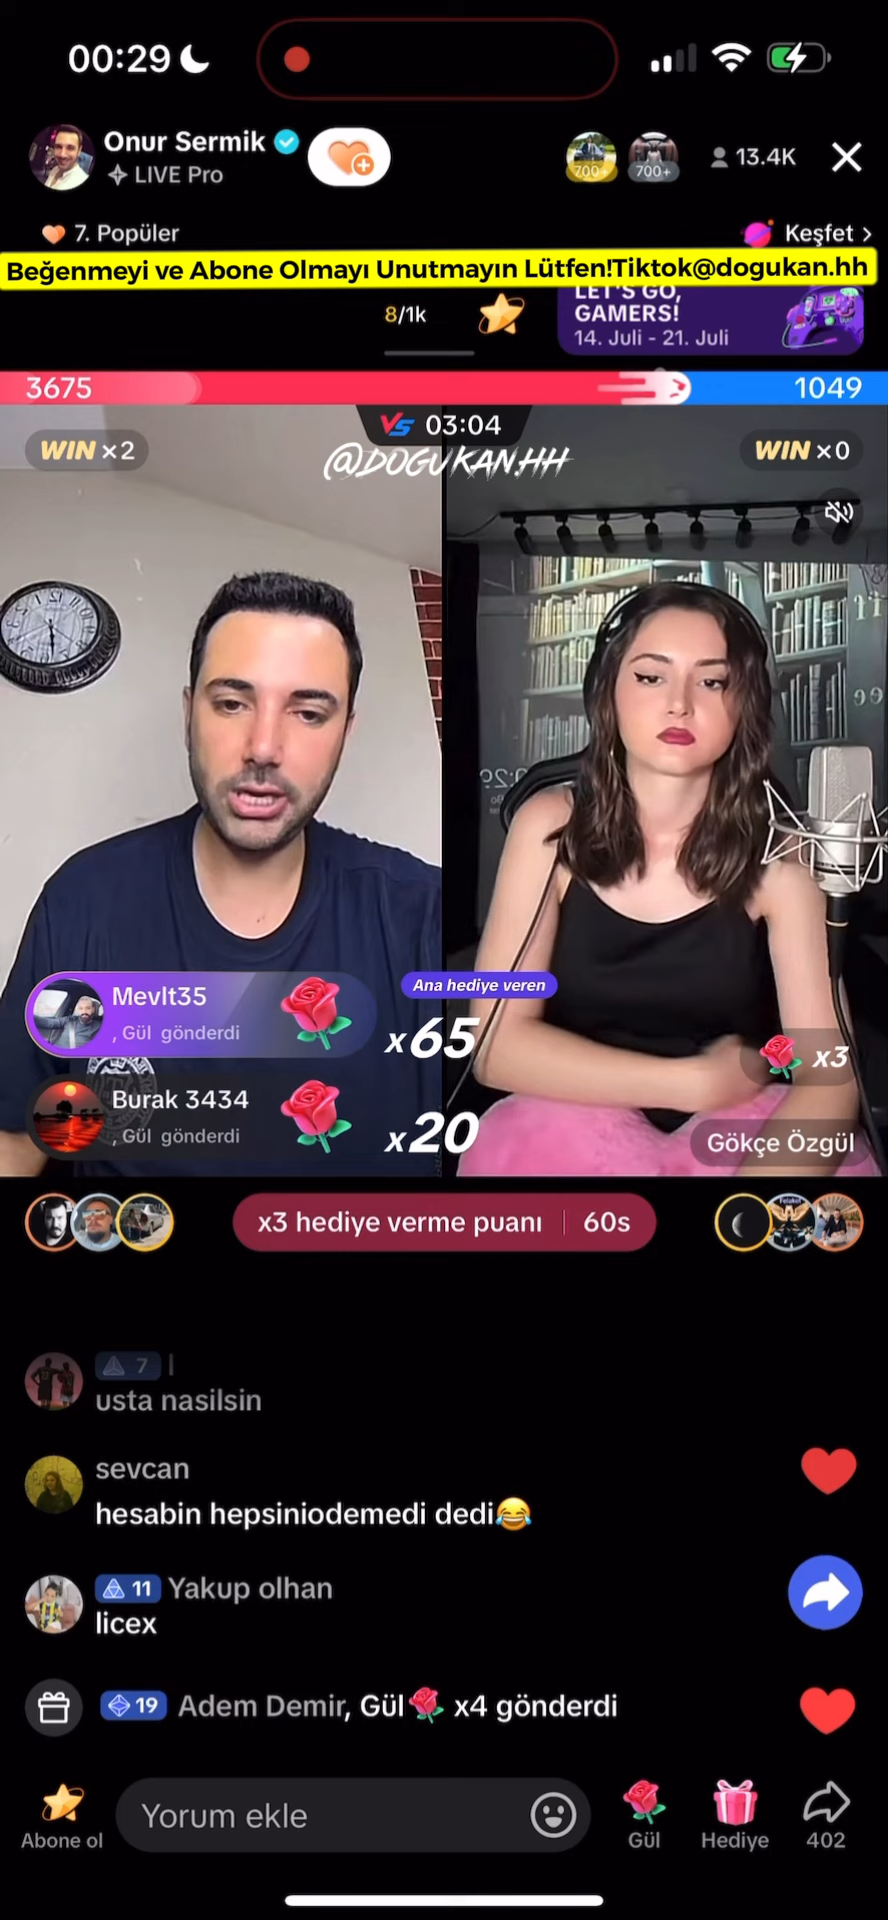 00:29
Onur Sermik
LIVE Pro
700+
700+
13.4K
7. Popüler
Keşfet >
Beğenmeyi ve Abone Olmayı Unutmayın Lütfen!Tiktok@dogukan.hh
8/1k
LET'S GO,
GAMERS!
14. Juli - 21. Juli
3675
1049
VS 03:04
WIN x2
WIN x0
@DOGUKAN.HH
Mevlt35
, Gül gönderdi
Ana hediye veren
x65
x3
Burak 3434
, Gül gönderdi
x20
Gökçe Özgül
x3 hediye verme puanı | 60s
7 l
usta nasilsin
sevcan
hesabin hepsiniodemedi dedi😂
11 Yakup olhan
licex
19 Adem Demir, Gül🌹 x4 gönderdi
Yorum ekle
Abone ol
Gül
Hediye
402